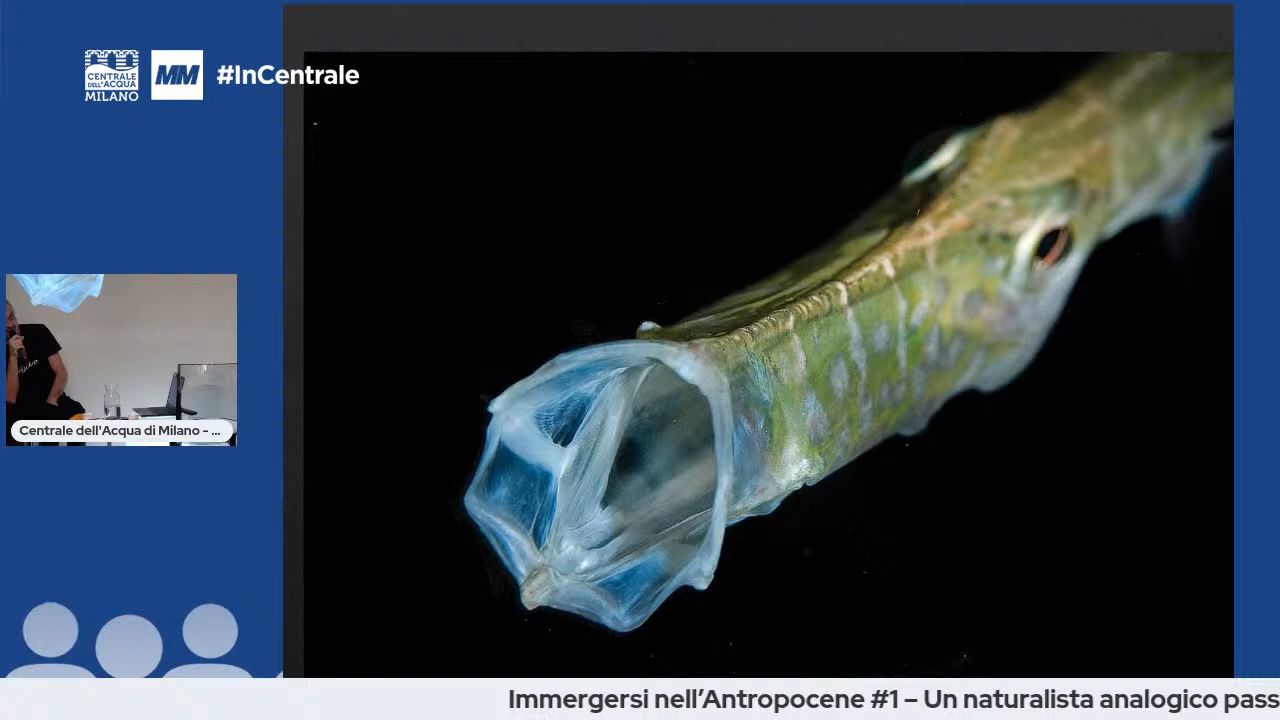 CENTRALE
DELL'ACQUA
MILANO
MM
#InCentrale
Centrale dell'Acqua di Milano - ...
Immergersi nell'Antropocene #1 – Un naturalista analogico pass